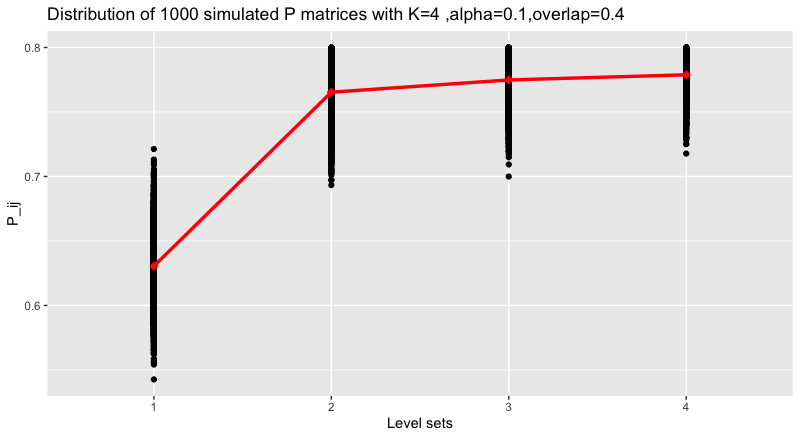 Distribution of 1000 simulated P matrices with K=4 ,alpha=0.1,overlap=0.4
0.8
0.7
0.6
P_ij
1 2 3 4
Level sets